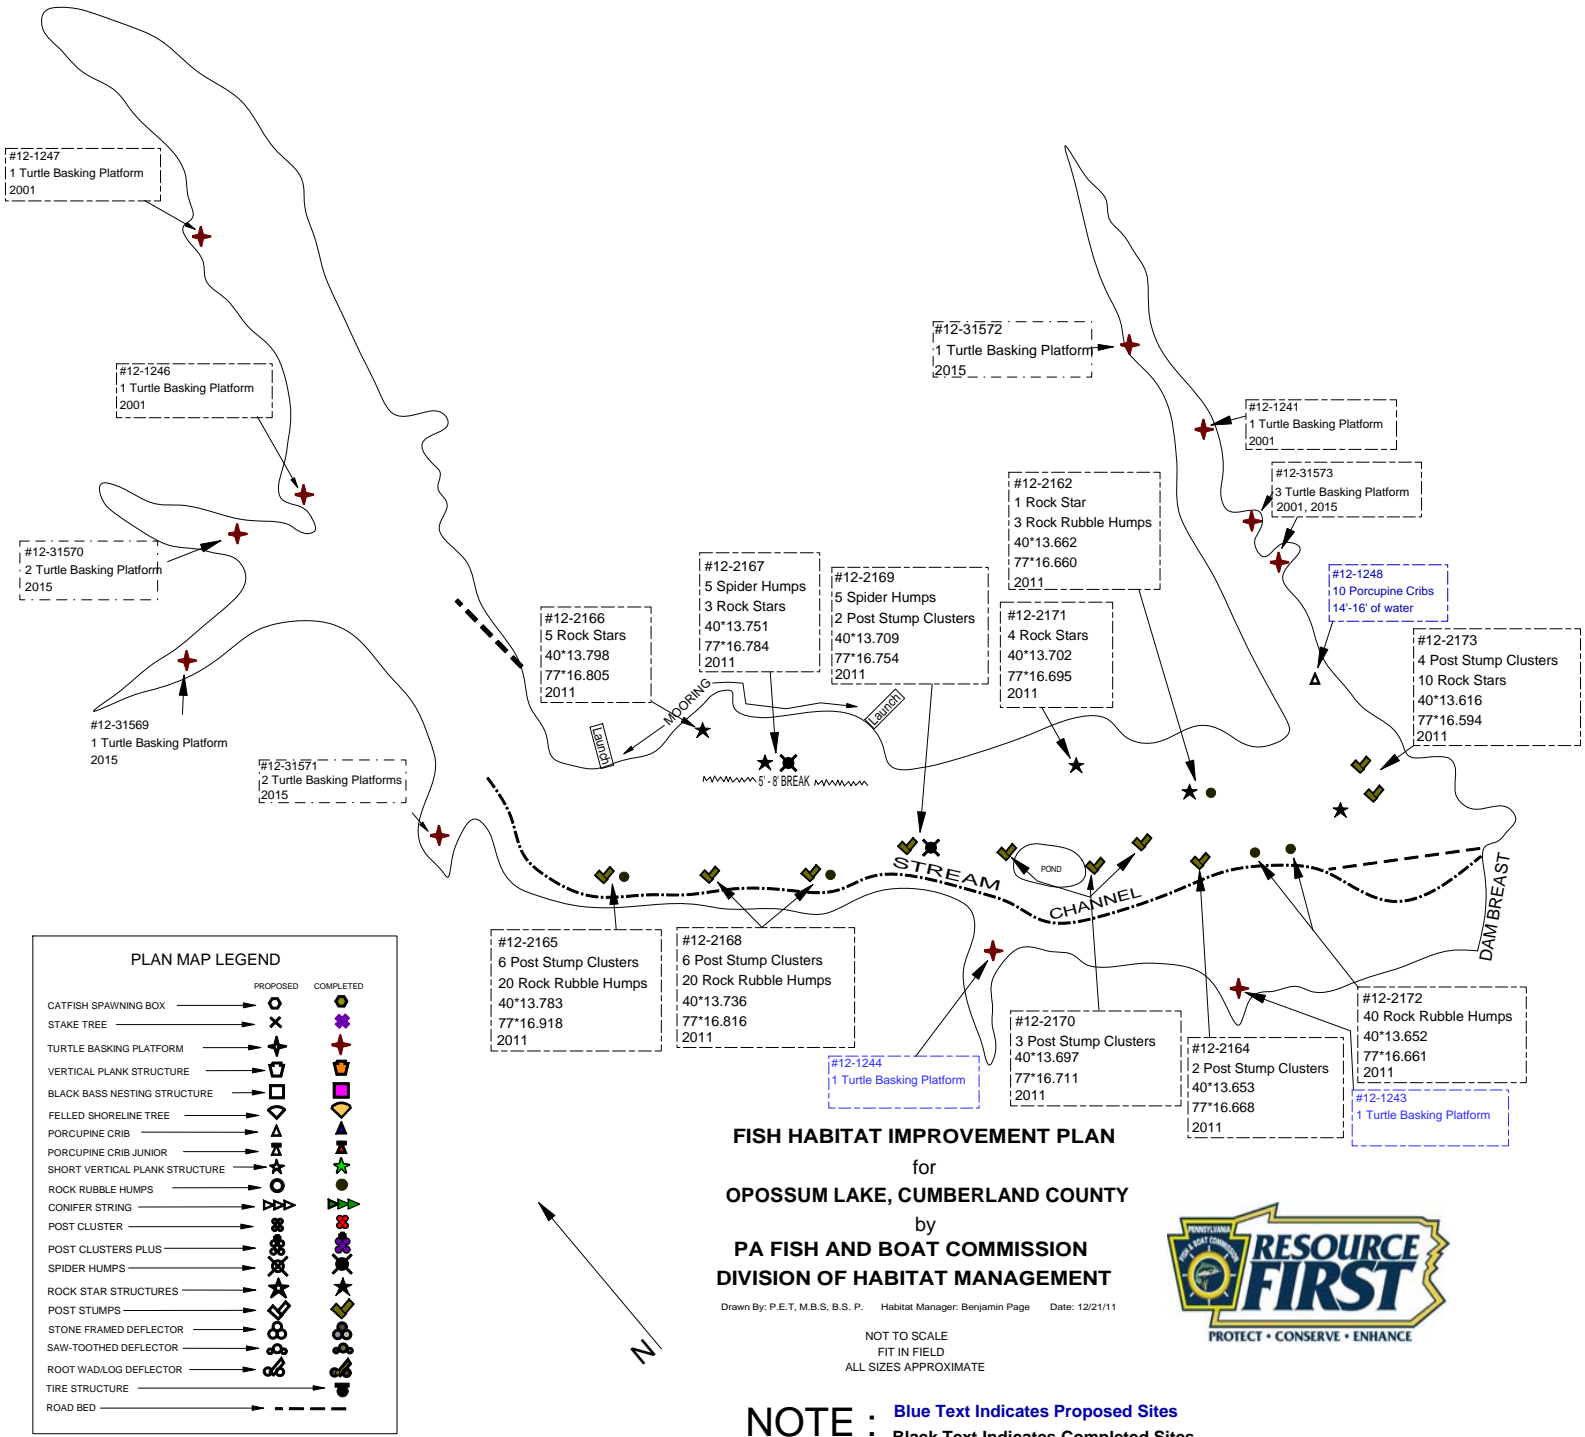 #12-1247
1 Turtle Basking Platform
2001
#12-1246
1 Turtle Basking Platform
2001
#12-31570
2 Turtle Basking Platform
2015
#12-31569
1 Turtle Basking Platform
2015
#12-31571
2 Turtle Basking Platforms
2015
#12-31572
1 Turtle Basking Platform
2015
#12-1241
1 Turtle Basking Platform
2001
#12-31573
3 Turtle Basking Platform
2001, 2015
#12-1248
10 Porcupine Cribs
14'-16' of water
#12-2162
1 Rock Star
3 Rock Rubble Humps
40*13.662
77*16.660
2011
#12-2166
5 Rock Stars
40*13.798
77*16.805
2011
#12-2167
5 Spider Humps
3 Rock Stars
40*13.751
77*16.784
2011
#12-2169
5 Spider Humps
2 Post Stump Clusters
40*13.709
77*16.754
2011
#12-2171
4 Rock Stars
40*13.702
77*16.695
2011
#12-2173
4 Post Stump Clusters
10 Rock Stars
40*13.616
77*16.594
2011
Launch
MOORING
Launch
5' - 8' BREAK
STREAM
CHANNEL
POND
DAM BREAST
#12-2165
6 Post Stump Clusters
20 Rock Rubble Humps
40*13.783
77*16.918
2011
#12-2168
6 Post Stump Clusters
20 Rock Rubble Humps
40*13.736
77*16.816
2011
#12-1244
1 Turtle Basking Platform
#12-2170
3 Post Stump Clusters
40*13.697
77*16.711
2011
#12-2164
2 Post Stump Clusters
40*13.653
77*16.668
2011
#12-2172
40 Rock Rubble Humps
40*13.652
77*16.661
2011
#12-1243
1 Turtle Basking Platform
PLAN MAP LEGEND
PROPOSED COMPLETED
CATFISH SPAWNING BOX
STAKE TREE
TURTLE BASKING PLATFORM
VERTICAL PLANK STRUCTURE
BLACK BASS NESTING STRUCTURE
FELLED SHORELINE TREE
PORCUPINE CRIB
PORCUPINE CRIB JUNIOR
SHORT VERTICAL PLANK STRUCTURE
ROCK RUBBLE HUMPS
CONIFER STRING
POST CLUSTER
POST CLUSTERS PLUS
SPIDER HUMPS
ROCK STAR STRUCTURES
POST STUMPS
STONE FRAMED DEFLECTOR
SAW-TOOTHED DEFLECTOR
ROOT WAD/LOG DEFLECTOR
TIRE STRUCTURE
ROAD BED
N
FISH HABITAT IMPROVEMENT PLAN
for
OPOSSUM LAKE, CUMBERLAND COUNTY
by
PA FISH AND BOAT COMMISSION
DIVISION OF HABITAT MANAGEMENT
Drawn By: P.E.T, M.B.S, B.S. P. Habitat Manager: Benjamin Page Date: 12/21/11
NOT TO SCALE
FIT IN FIELD
ALL SIZES APPROXIMATE
PENNSYLVANIA
FISH & BOAT COMMISSION
RESOURCE
FIRST
PROTECT • CONSERVE • ENHANCE
NOTE : Blue Text Indicates Proposed Sites
Black Text Indicates Completed Sites